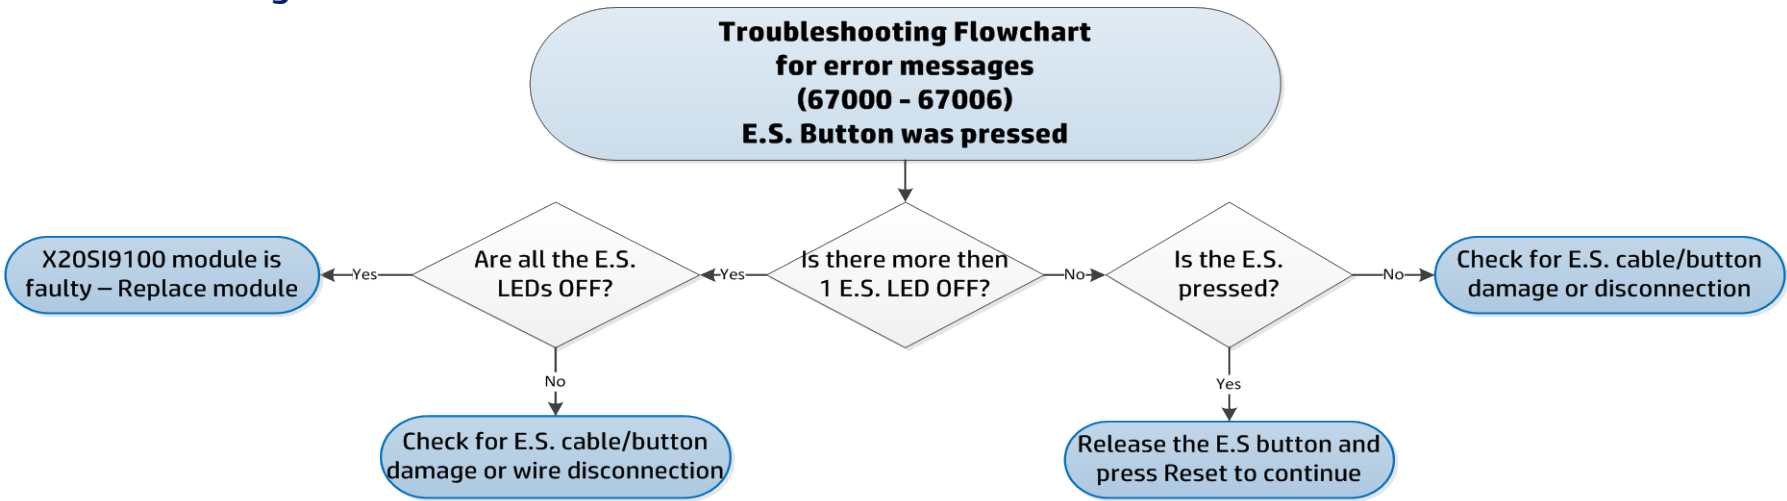 Troubleshooting Flowchart
for error messages
(67000 - 67006)
E.S. Button was pressed
X20SI9100 module is
faulty – Replace module
Yes
Are all the E.S.
LEDs OFF?
Yes
Is there more then
1 E.S. LED OFF?
No
Is the E.S.
pressed?
No
Check for E.S. cable/button
damage or disconnection
No
Yes
Check for E.S. cable/button
damage or wire disconnection
Release the E.S button and
press Reset to continue